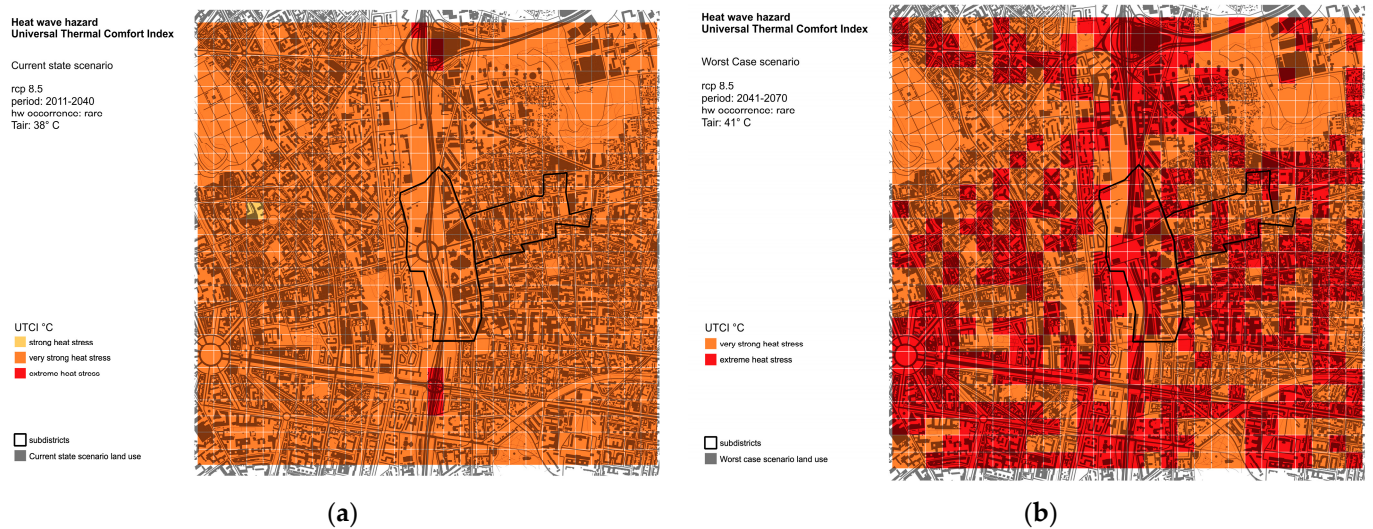 Heat wave hazard
Universal Thermal Comfort Index
Current state scenario
rcp 8.5
period: 2011-2040
hw occorrence: rare
Tair: 38° C
UTCI °C
strong heat stress
very strong heat stress
extreme heat stress
subdistricts
Current state scenario land use
(a)
Heat wave hazard
Universal Thermal Comfort Index
Worst Case scenario
rcp 8.5
period: 2041-2070
hw occorrence: rare
Tair: 41° C
UTCI °C
very strong heat stress
extreme heat stress
subdistricts
Worst case scenario land use
(b)